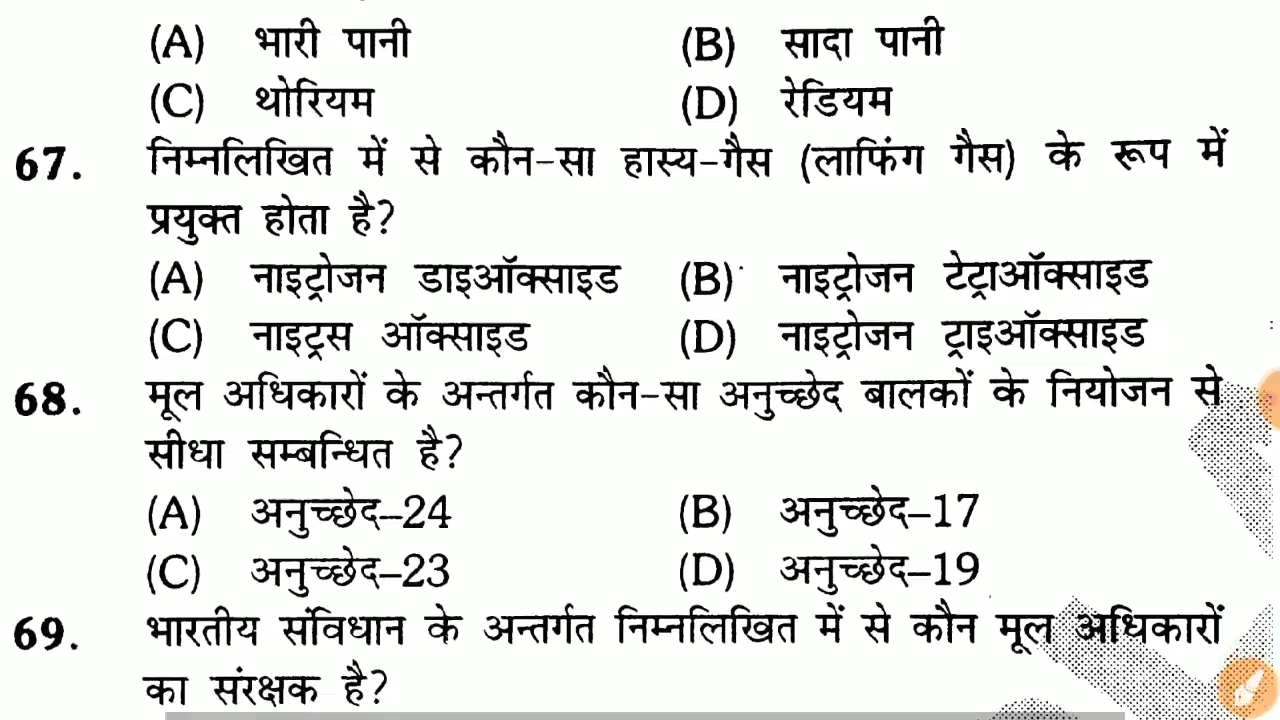 (A) भारी पानी (B) सादा पानी
(C) थोरियम (D) रेडियम
67. निम्नलिखित में से कौन-सा हास्य-गैस (लाफिंग गैस) के रूप में
प्रयुक्त होता है?
(A) नाइट्रोजन डाइऑक्साइड (B) नाइट्रोजन टेट्राऑक्साइड
(C) नाइट्रस ऑक्साइड (D) नाइट्रोजन ट्राइऑक्साइड
68. मूल अधिकारों के अन्तर्गत कौन-सा अनुच्छेद बालकों के नियोजन से
सीधा सम्बन्धित है?
(A) अनुच्छेद–24 (B) अनुच्छेद–17
(C) अनुच्छेद–23 (D) अनुच्छेद–19
69. भारतीय संविधान के अन्तर्गत निम्नलिखित में से कौन मूल अधिकारों
का संरक्षक है?